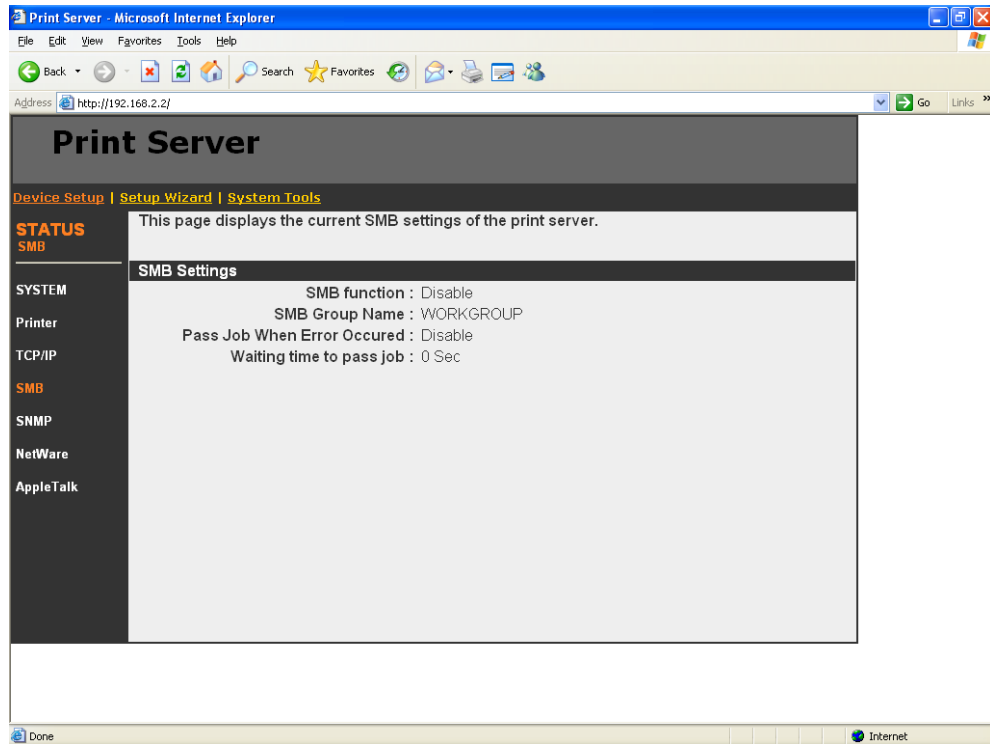 Print Server - Microsoft Internet Explorer
File Edit View Favorites Tools Help
Back Search Favorites
Address http://192.168.2.2/ Go Links »
Print Server
Device Setup | Setup Wizard | System Tools
STATUS
SMB
SYSTEM
Printer
TCP/IP
SMB
SNMP
NetWare
AppleTalk
This page displays the current SMB settings of the print server.
SMB Settings
SMB function : Disable
SMB Group Name : WORKGROUP
Pass Job When Error Occured : Disable
Waiting time to pass job : 0 Sec
Done Internet